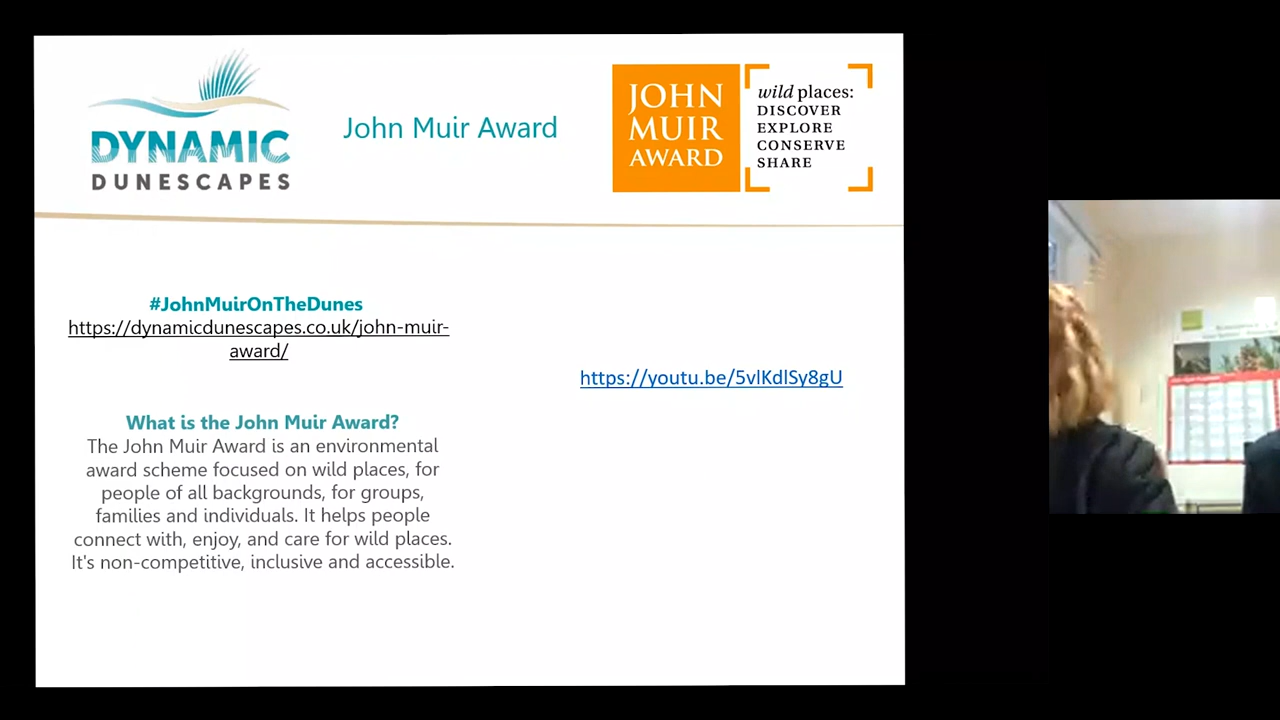 DYNAMIC
DUNESCAPES
John Muir Award
JOHN
MUIR
AWARD
wild places:
DISCOVER
EXPLORE
CONSERVE
SHARE
#JohnMuirOnTheDunes
https://dynamicdunescapes.co.uk/john-muir-
award/
What is the John Muir Award?
The John Muir Award is an environmental
award scheme focused on wild places, for
people of all backgrounds, for groups,
families and individuals. It helps people
connect with, enjoy, and care for wild places.
It's non-competitive, inclusive and accessible.
https://youtu.be/5vlKdlSy8gU